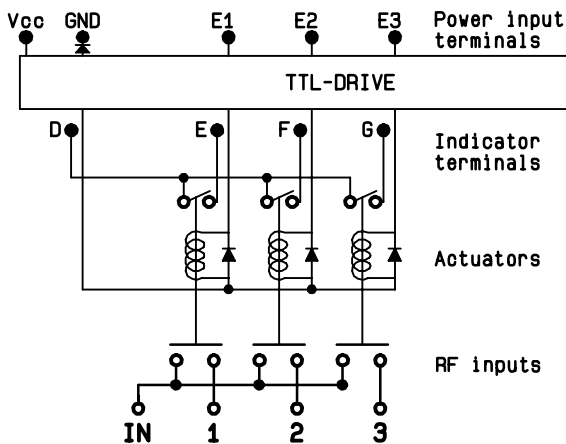 Vcc GND E1 E2 E3 Power input
terminals
TTL-DRIVE
D E F G Indicator
terminals
Actuators
RF inputs
IN 1 2 3